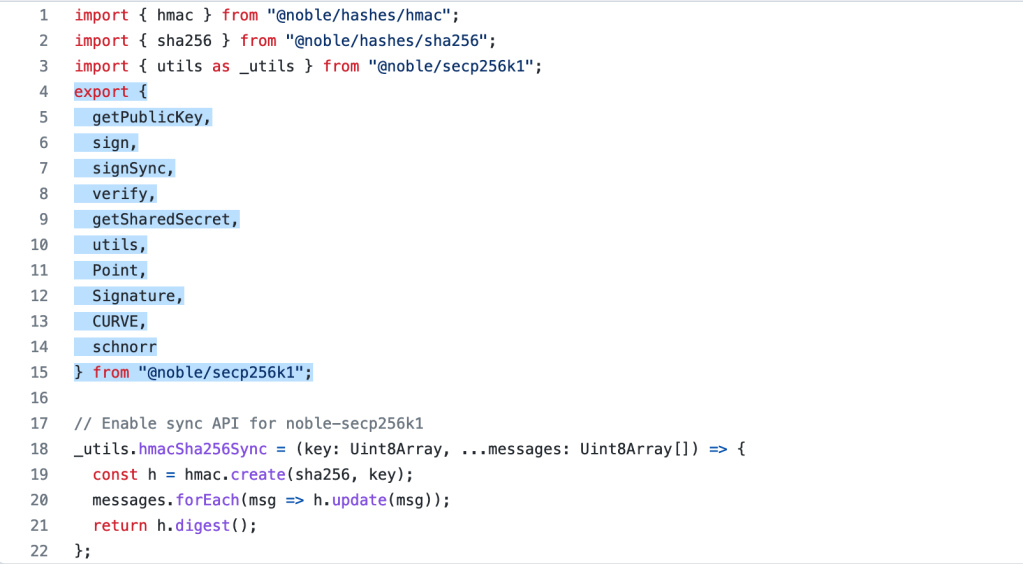 1 import { hmac } from "@noble/hashes/hmac";
2 import { sha256 } from "@noble/hashes/sha256";
3 import { utils as _utils } from "@noble/secp256k1";
4 export {
5   getPublicKey,
6   sign,
7   signSync,
8   verify,
9   getSharedSecret,
10   utils,
11   Point,
12   Signature,
13   CURVE,
14   schnorr
15 } from "@noble/secp256k1";
16
17 // Enable sync API for noble-secp256k1
18 _utils.hmacSha256Sync = (key: Uint8Array, ...messages: Uint8Array[]) => {
19   const h = hmac.create(sha256, key);
20   messages.forEach(msg => h.update(msg));
21   return h.digest();
22 };